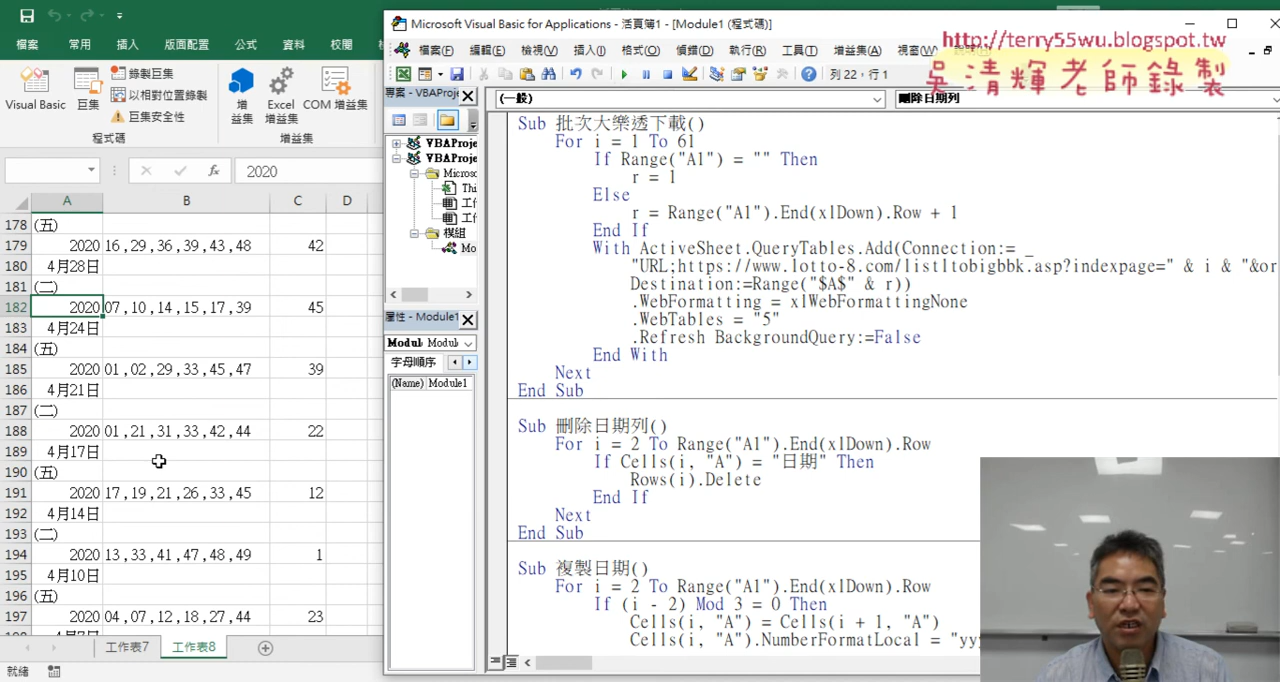 Microsoft Visual Basic for Applications - 活頁簿1 - [Module1 (程式碼)]
檔案 常用 插入 版面配置 公式 資料 校閱
檔案(F) 編輯(E) 檢視(V) 插入(I) 格式(O) 偵錯(D) 執行(R) 工具(T) 增益集(A) 視窗(W)
http://terry55wu.blogspot.tw
吳清輝老師錄製
列 22，行 1
Visual Basic
巨集
錄製巨集
以相對位置錄製
巨集安全性
程式碼
增益集
Excel 增益集
COM 增益集
增益集
2020
專案 - VBAProje
VBAProje
VBAProje
Micros
Thi
工
工
模組
Mo
屬性 - Module1
Modul Modul
字母順序
(Name) Module1
(一般)
刪除日期列
A B C D
178 (五)
179 2020 16,29,36,39,43,48 42
180 4月28日
181 (二)
182 2020 07,10,14,15,17,39 45
183 4月24日
184 (五)
185 2020 01,02,29,33,45,47 39
186 4月21日
187 (二)
188 2020 01,21,31,33,42,44 22
189 4月17日
190 (五)
191 2020 17,19,21,26,33,45 12
192 4月14日
193 (二)
194 2020 13,33,41,47,48,49 1
195 4月10日
196 (五)
197 2020 04,07,12,18,27,44 23
工作表7 工作表8
就緒
Sub 批次大樂透下載()
For i = 1 To 61
If Range("A1") = "" Then
r = 1
Else
r = Range("A1").End(xlDown).Row + 1
End If
With ActiveSheet.QueryTables.Add(Connection:= _
"URL;https://www.lotto-8.com/listltobigbbk.asp?indexpage=" & i & "&or
Destination:=Range("$A$" & r))
.WebFormatting = xlWebFormattingNone
.WebTables = "5"
.Refresh BackgroundQuery:=False
End With
Next
End Sub
Sub 刪除日期列()
For i = 2 To Range("A1").End(xlDown).Row
If Cells(i, "A") = "日期" Then
Rows(i).Delete
End If
Next
End Sub
Sub 複製日期()
For i = 2 To Range("A1").End(xlDown).Row
If (i - 2) Mod 3 = 0 Then
Cells(i, "A") = Cells(i + 1, "A")
Cells(i, "A").NumberFormatLocal = "yyy